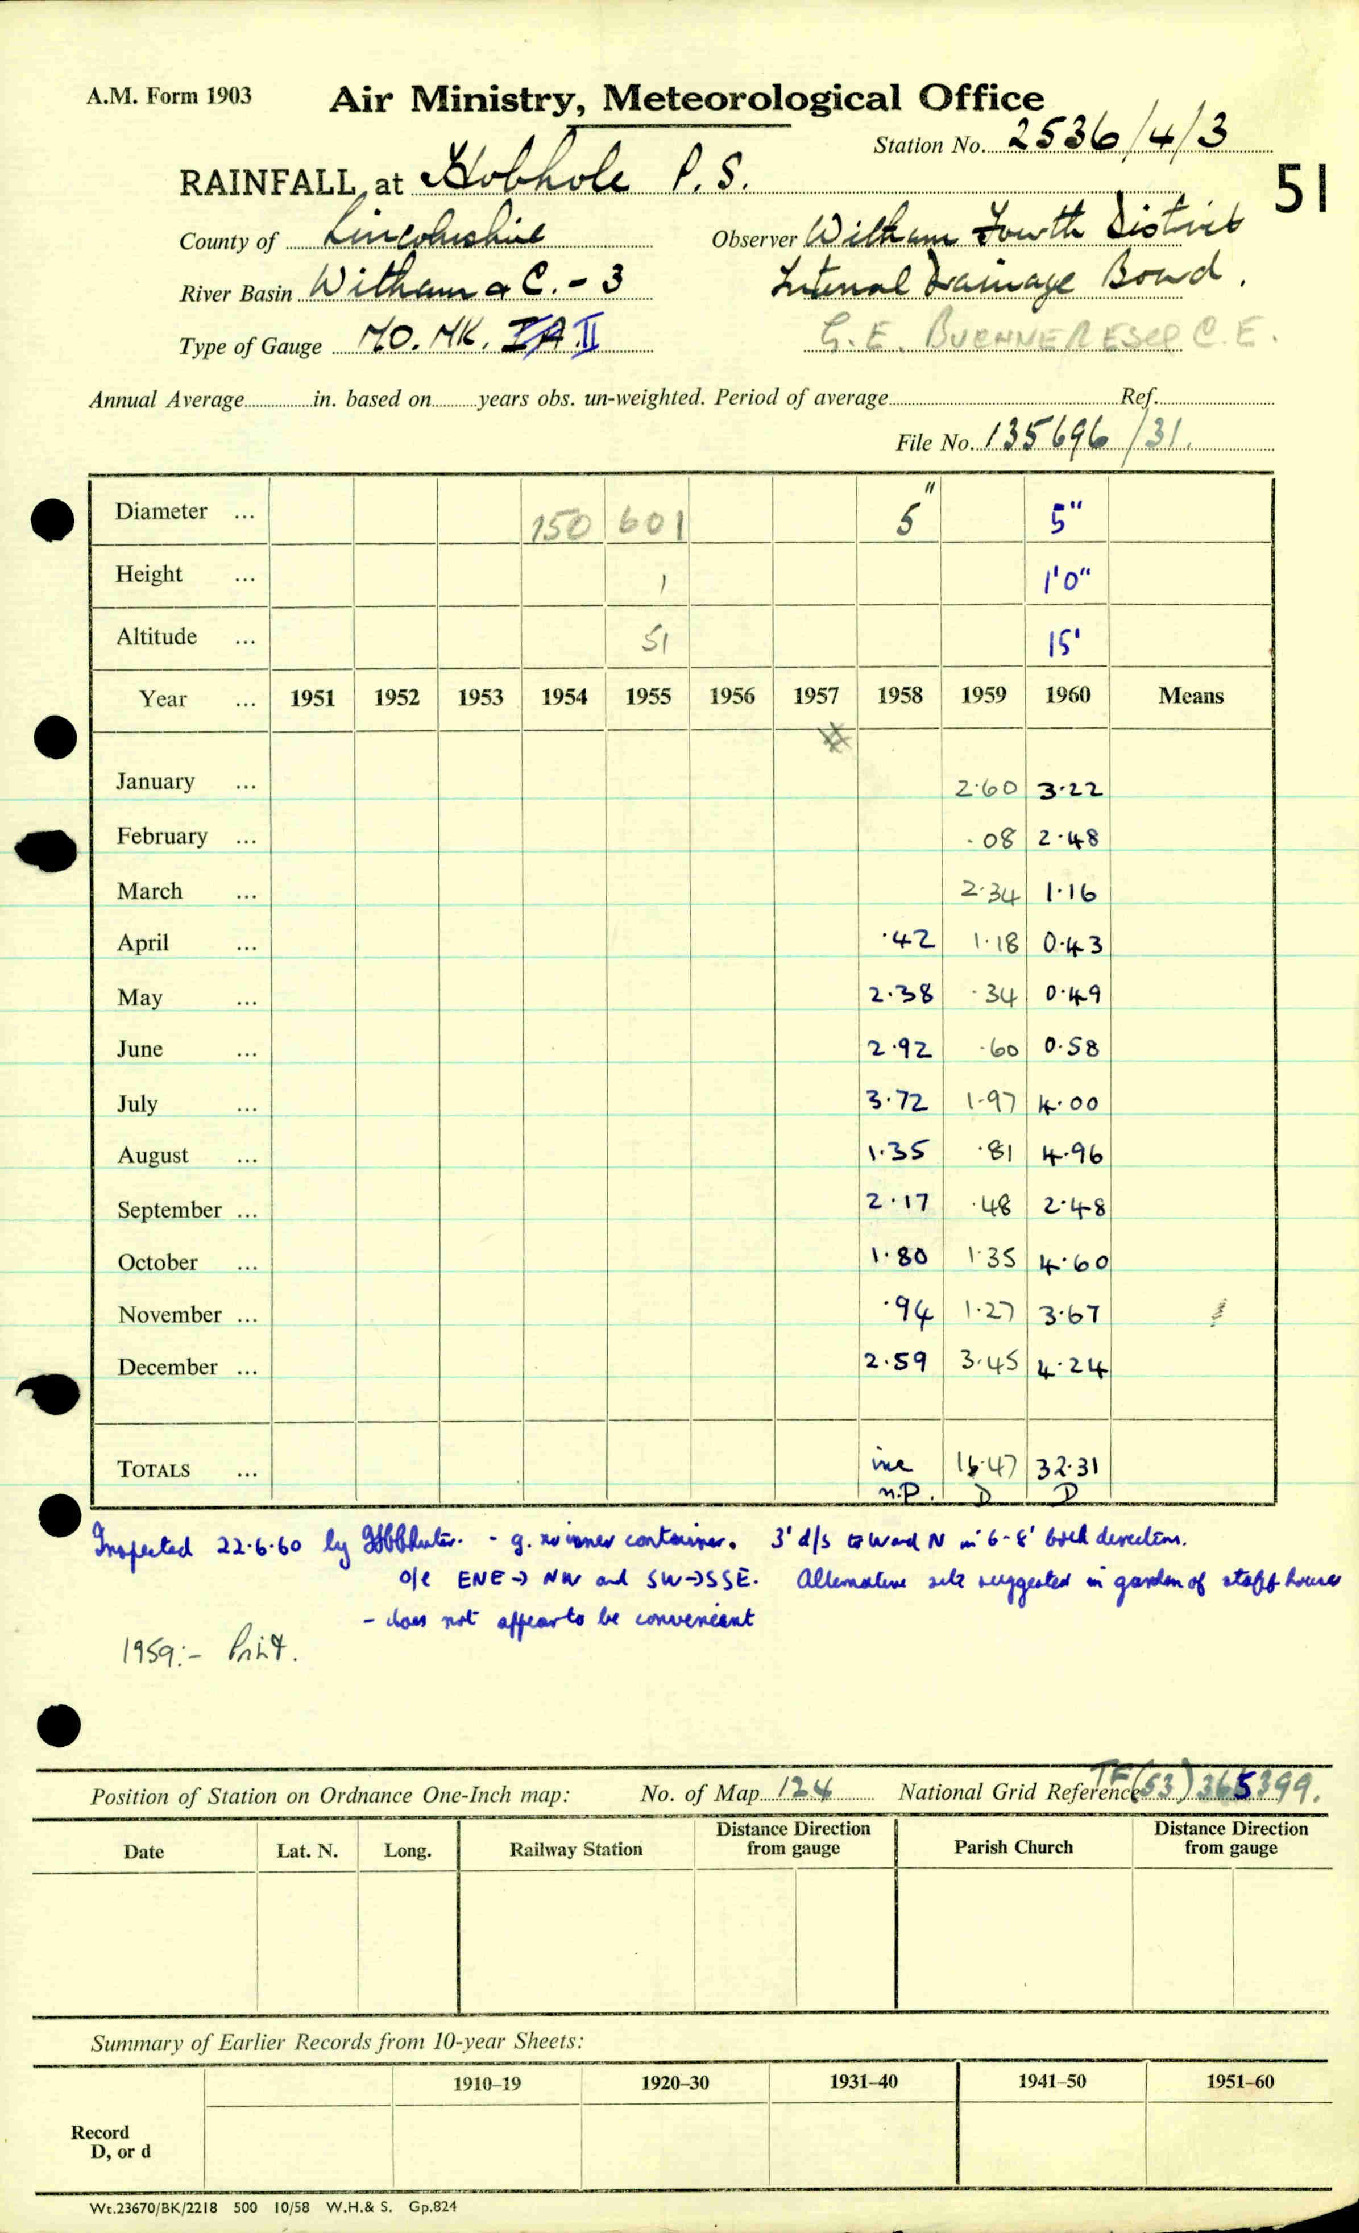 A.M. Form 1903 Air Ministry, Meteorological Office
Station No. 2536/4/3
RAINFALL at Hobhole P.S. 51
County of Lincolnshire Observer Witham Fourth District
River Basin Witham & C. - 3 Internal Drainage Board.
Type of Gauge MO. MK. IA II G.E. BUCHNER ESQ C.E.
Annual Average in. based on years obs. un-weighted. Period of average Ref.
File No. 135696/31.
Diameter ... 150 601 5" 5"
Height ... 1 1'0"
Altitude ... 51 15'
Year ... 1951 1952 1953 1954 1955 1956 1957 1958 1959 1960 Means
January ... 2.60 3.22
February ... .08 2.48
March ... 2.34 1.16
April ... .42 1.18 0.43
May ... 2.38 .34 0.49
June ... 2.92 .60 0.58
July ... 3.72 1.97 4.00
August ... 1.35 .81 4.96
September ... 2.17 .48 2.48
October ... 1.80 1.35 4.60
November ... .94 1.27 3.67
December ... 2.59 3.45 4.24
TOTALS ... inc 16.47 32.31
n.P. D D
Inspected 22.6.60 by - g. no inner container. 3' d/s to W and N in 6-8' both directions.
o/e ENE → NW and SW → SSE. Alternative site suggested in garden of staff house
- does not appear to be convenient
1959:- Print.
Position of Station on Ordnance One-Inch map: No. of Map 124 National Grid Reference TF(53)365399.
Date Lat. N. Long. Railway Station Distance Direction from gauge Parish Church Distance Direction from gauge
Summary of Earlier Records from 10-year Sheets:
1910–19 1920–30 1931–40 1941–50 1951–60
Record
D, or d
Wt.23670/BK/2218 500 10/58 W.H.& S. Gp.824